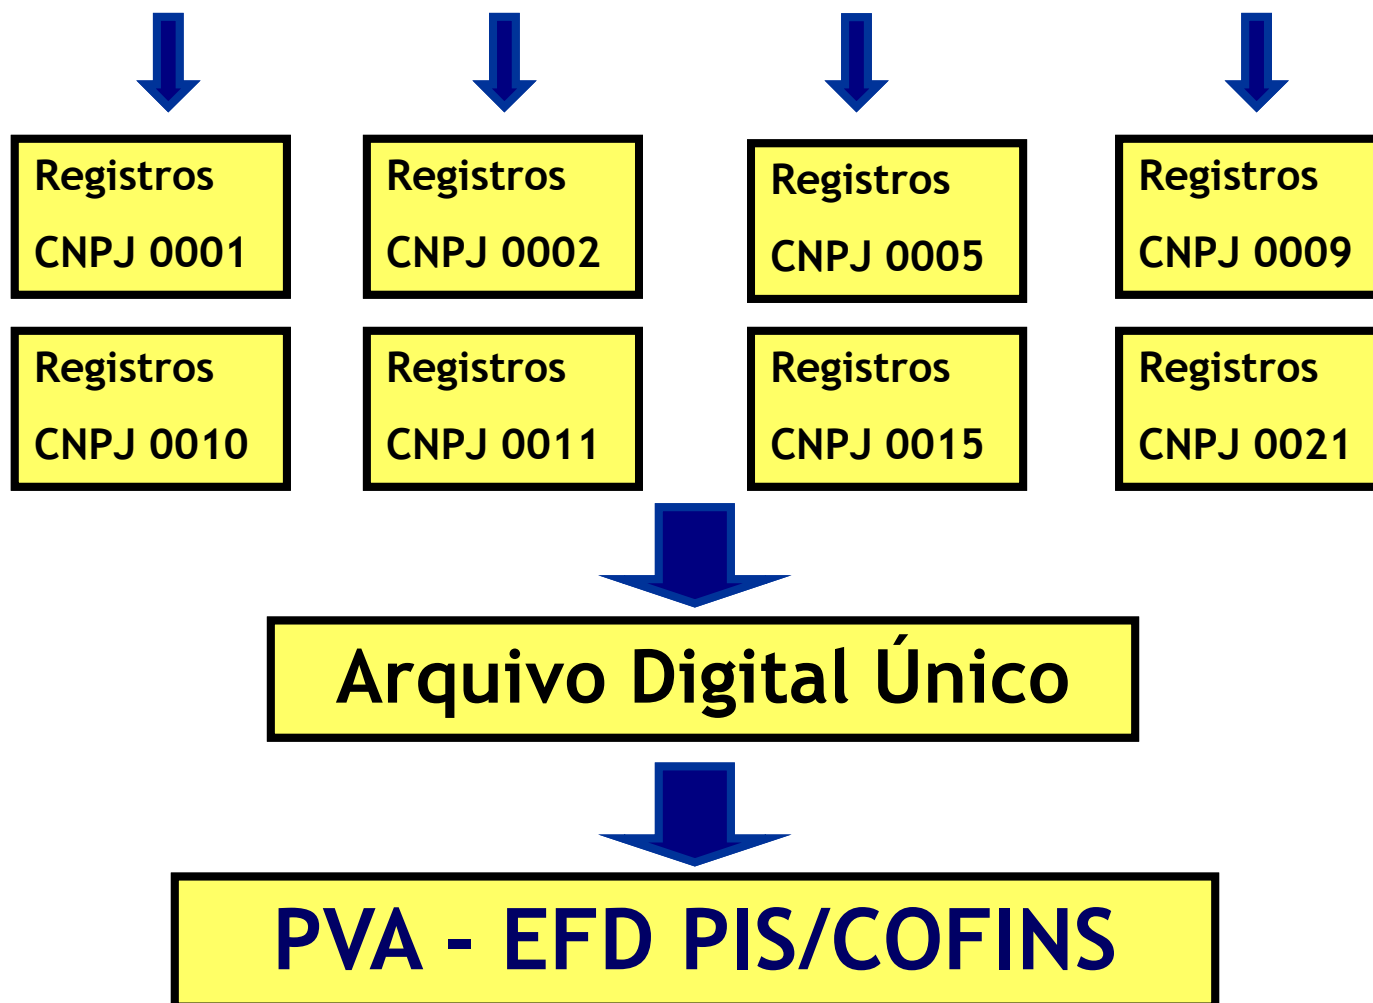 Registros
CNPJ 0001
Registros
CNPJ 0002
Registros
CNPJ 0005
Registros
CNPJ 0009
Registros
CNPJ 0010
Registros
CNPJ 0011
Registros
CNPJ 0015
Registros
CNPJ 0021
Arquivo Digital Único
PVA - EFD PIS/COFINS